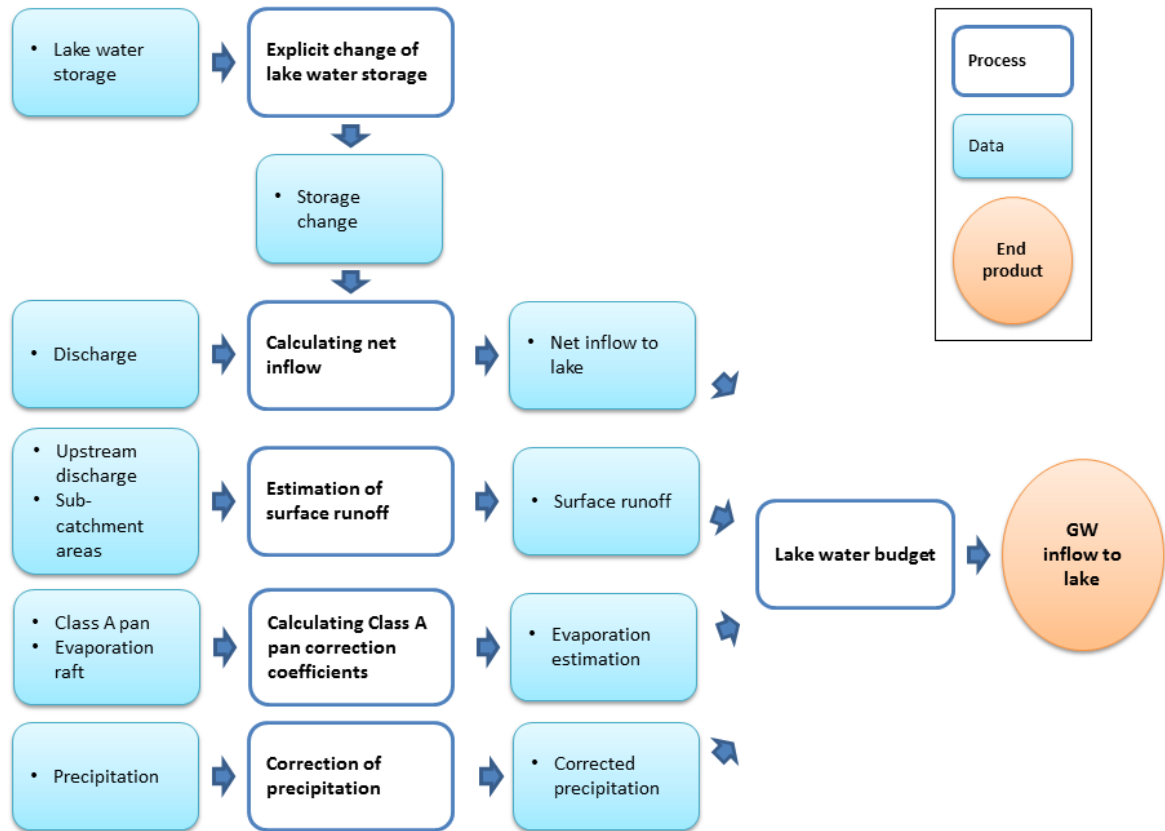 • Lake water
storage
Explicit change of
lake water storage
• Storage
change
• Discharge
Calculating net
inflow
• Net inflow to
lake
• Upstream
discharge
• Sub-
catchment
areas
Estimation of
surface runoff
• Surface runoff
• Class A pan
• Evaporation
raft
Calculating Class A
pan correction
coefficients
• Evaporation
estimation
• Precipitation
Correction of
precipitation
• Corrected
precipitation
Lake water budget
GW
inflow to
lake
Process
Data
End
product